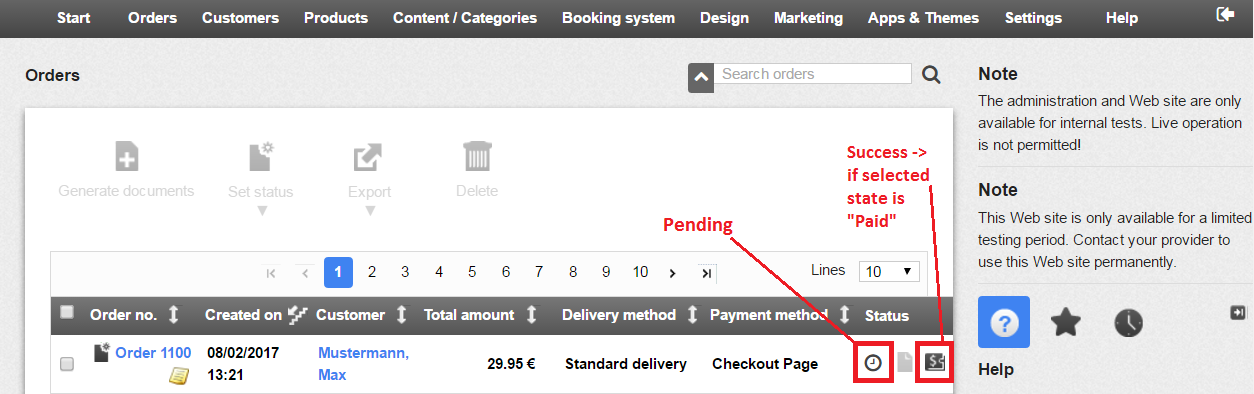 Start Orders Customers Products Content / Categories Booking system Design Marketing Apps & Themes Settings Help
Orders
Search orders
Generate documents Set status Export Delete
Success ->
if selected
state is
"Paid"
Pending
1 2 3 4 5 6 7 8 9 10
Lines 10
Order no. Created on Customer Total amount Delivery method Payment method Status
Order 1100 08/02/2017 Mustermann, 29.95 € Standard delivery Checkout Page
13:21 Max
Note
The administration and Web site are only
available for internal tests. Live operation
is not permitted!
Note
This Web site is only available for a limited
testing period. Contact your provider to
use this Web site permanently.
Help